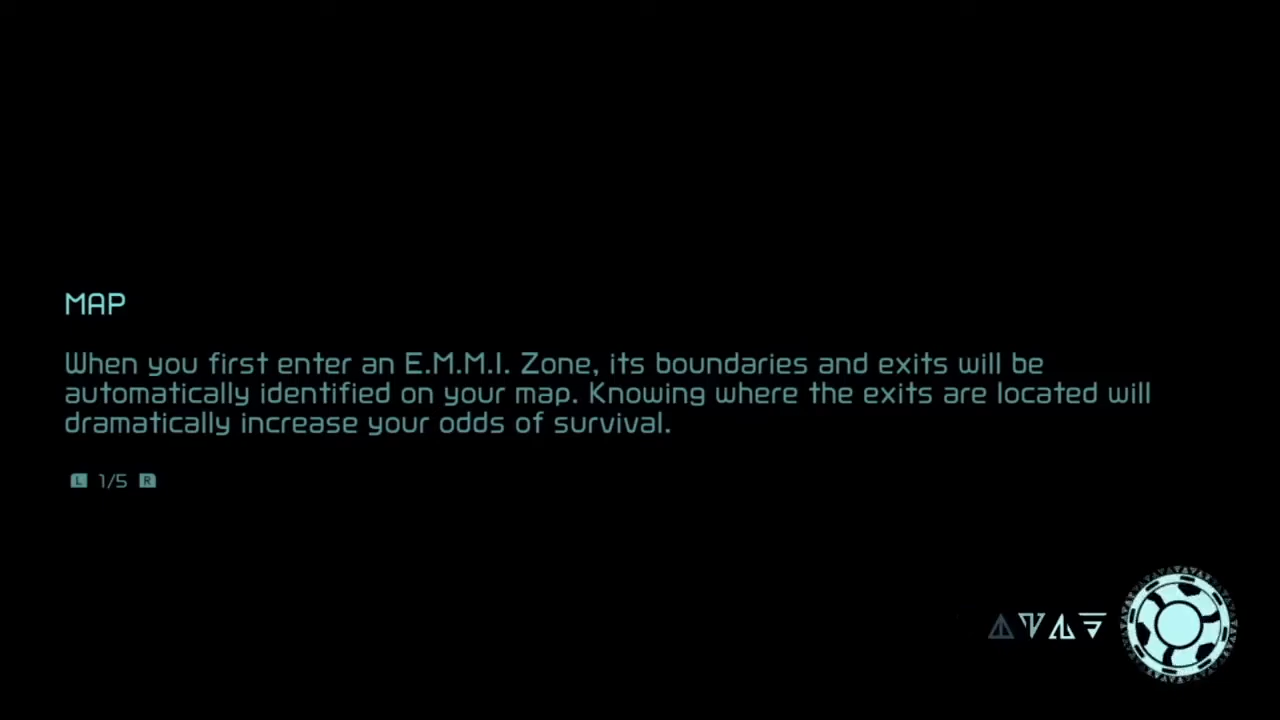 MAP
When you first enter an E.M.M.I. Zone, its boundaries and exits will be
automatically identified on your map. Knowing where the exits are located will
dramatically increase your odds of survival.
L 1/5 R